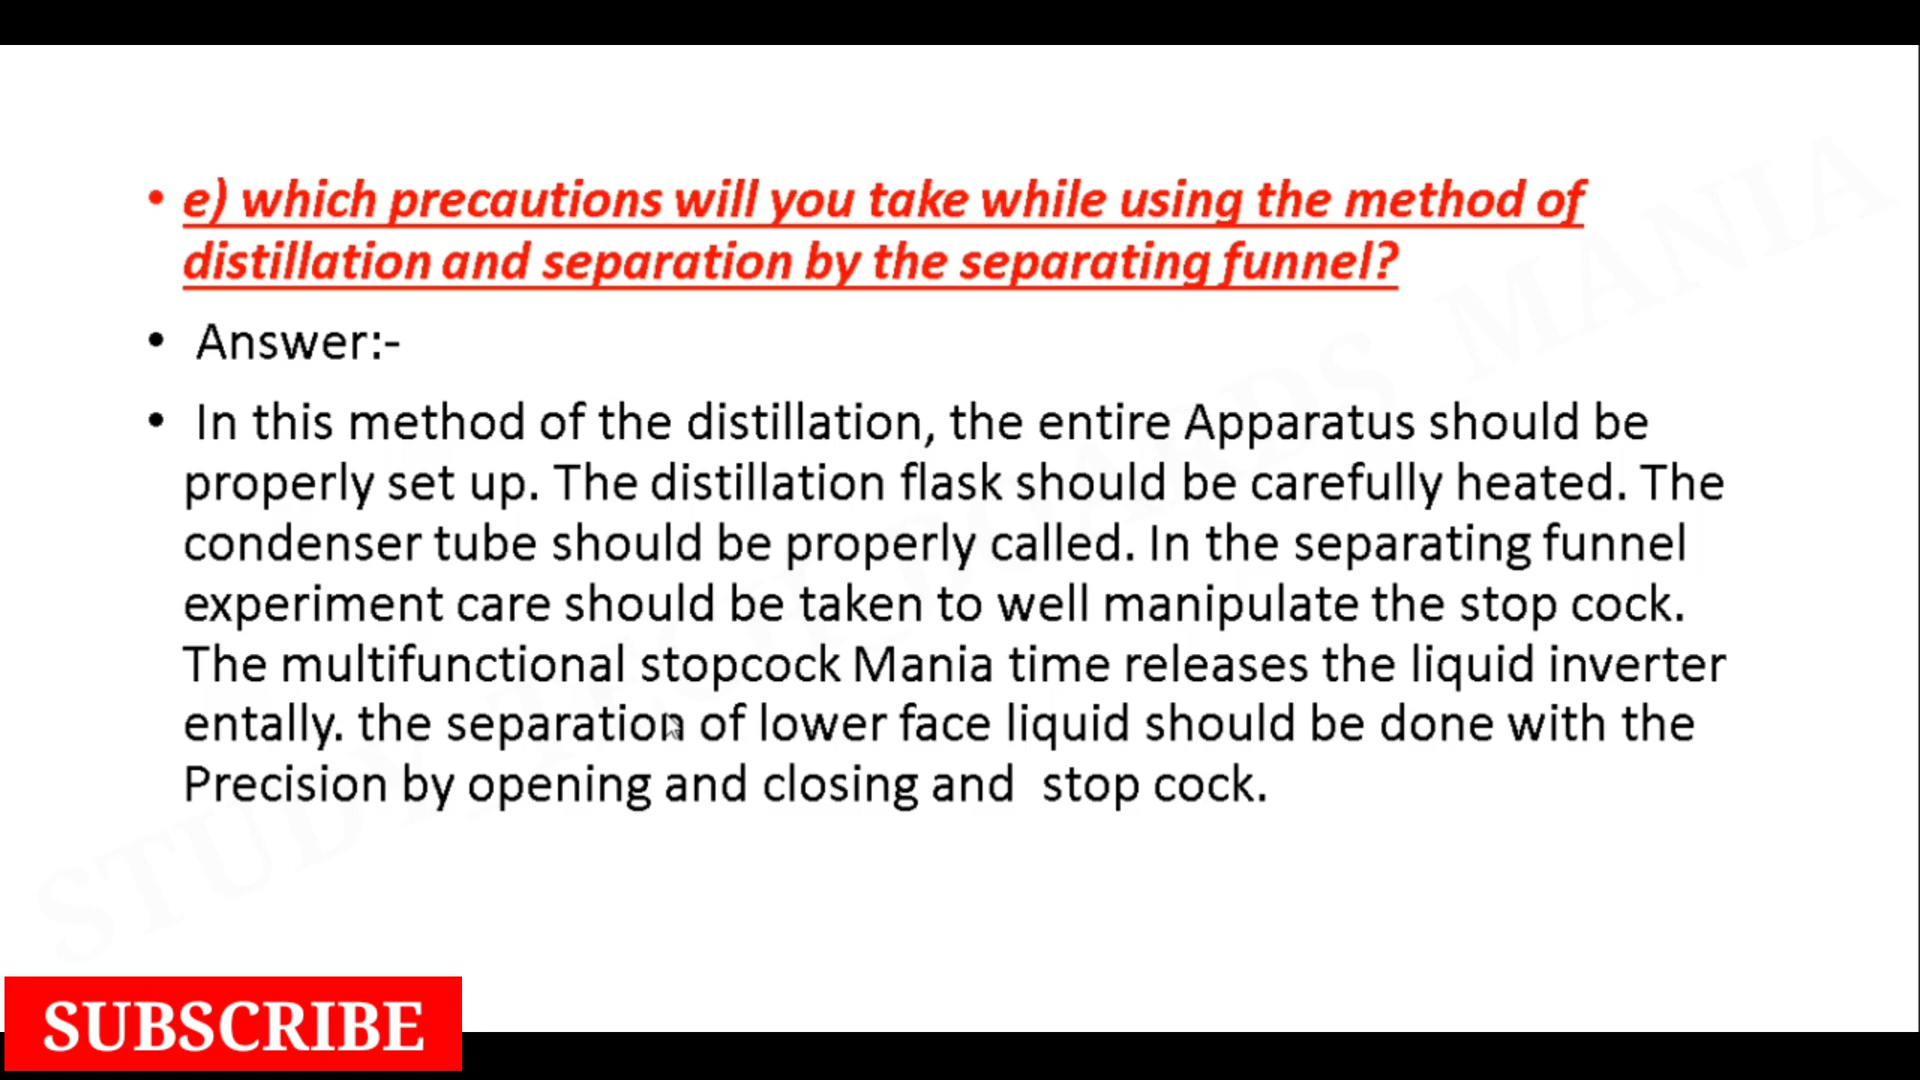 • e) which precautions will you take while using the method of
distillation and separation by the separating funnel?
• Answer:-
• In this method of the distillation, the entire Apparatus should be
properly set up. The distillation flask should be carefully heated. The
condenser tube should be properly called. In the separating funnel
experiment care should be taken to well manipulate the stop cock.
The multifunctional stopcock Mania time releases the liquid inverter
entally. the separation of lower face liquid should be done with the
Precision by opening and closing and  stop cock.
SUBSCRIBE